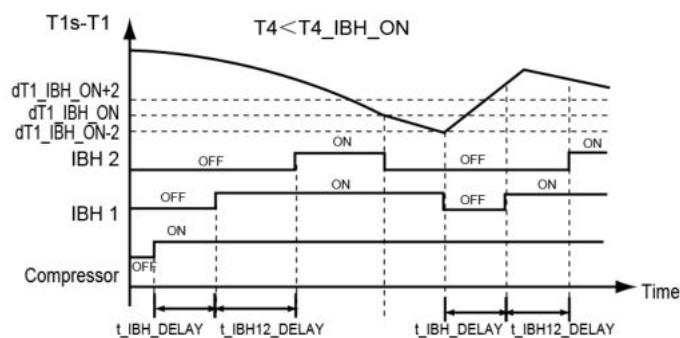 T1s-T1
T4＜T4_IBH_ON
dT1_IBH_ON+2
dT1_IBH_ON
dT1_IBH_ON-2
ON
ON
IBH 2
OFF
OFF
ON
OFF
ON
OFF
IBH 1
ON
OFF
Compressor
Time
t_IBH_DELAY
t_IBH12_DELAY
t_IBH_DELAY
t_IBH12_DELAY